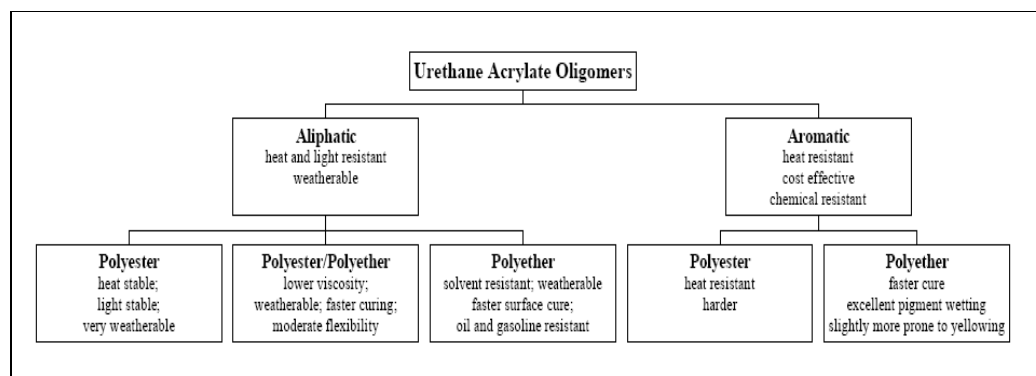 Urethane Acrylate Oligomers
Aliphatic
heat and light resistant
weatherable
Aromatic
heat resistant
cost effective
chemical resistant
Polyester
heat stable;
light stable;
very weatherable
Polyester/Polyether
lower viscosity;
weatherable; faster curing;
moderate flexibility
Polyether
solvent resistant; weatherable
faster surface cure;
oil and gasoline resistant
Polyester
heat resistant
harder
Polyether
faster cure
excellent pigment wetting
slightly more prone to yellowing